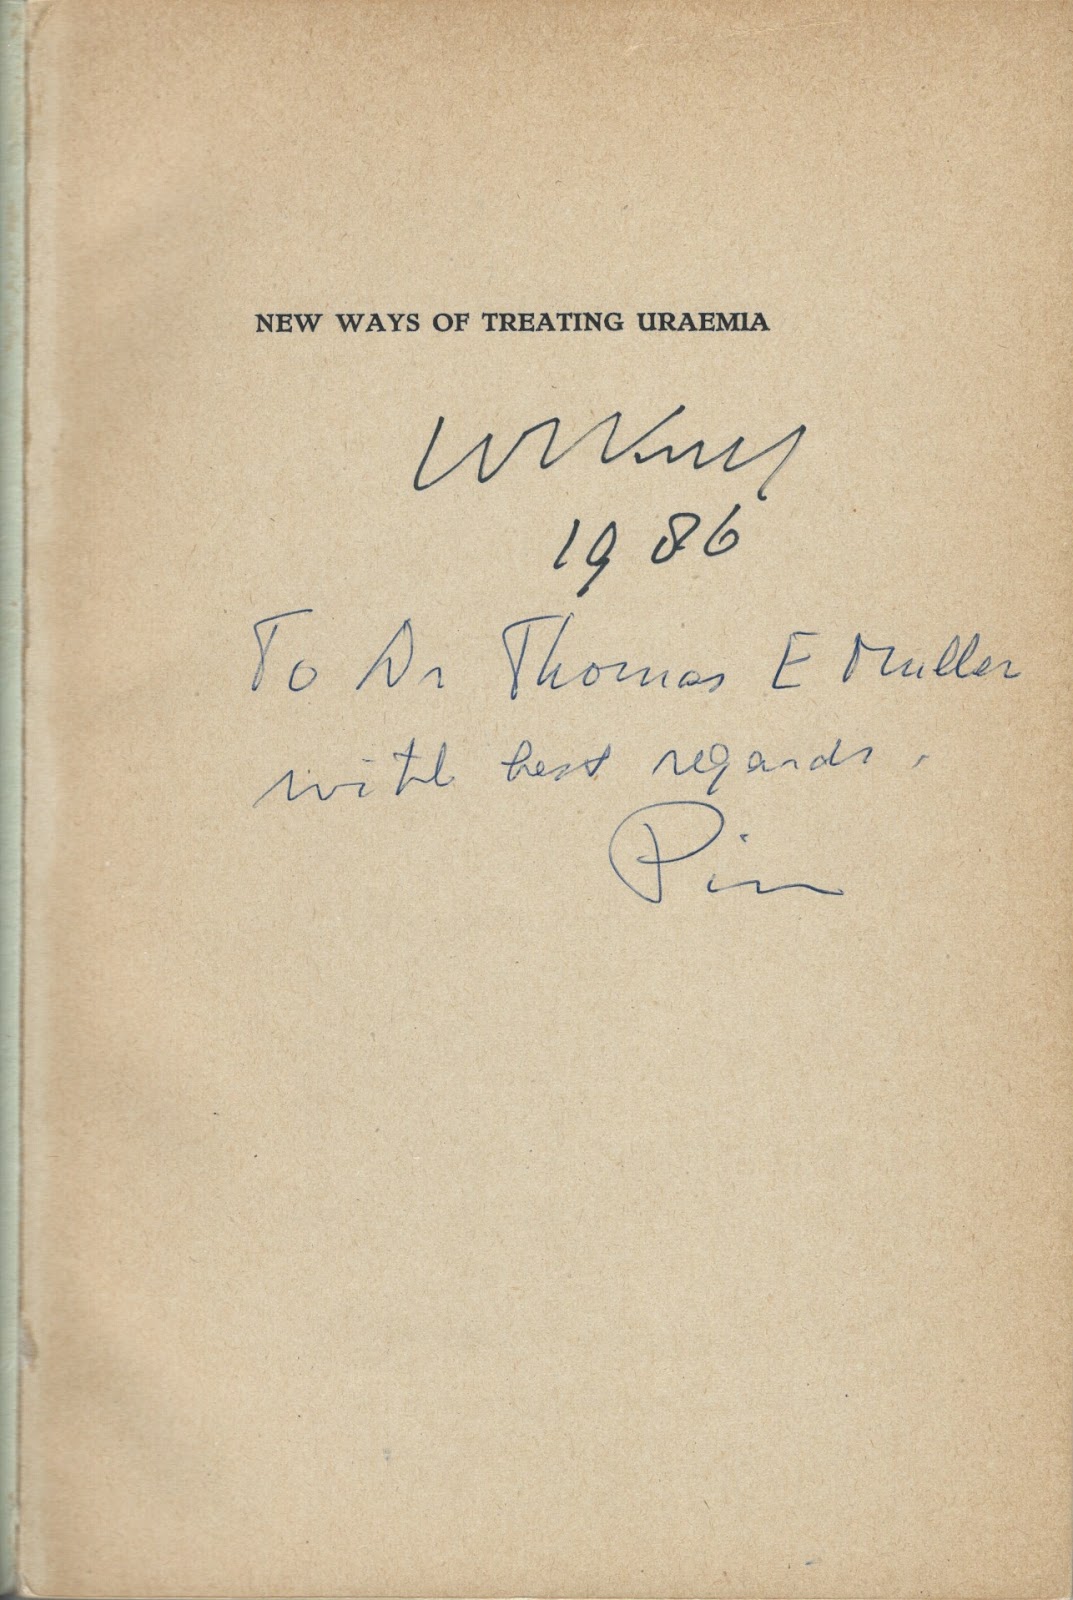 NEW WAYS OF TREATING URAEMIA
1986
To Dr Thomas E Muller
with best regards.
Pim